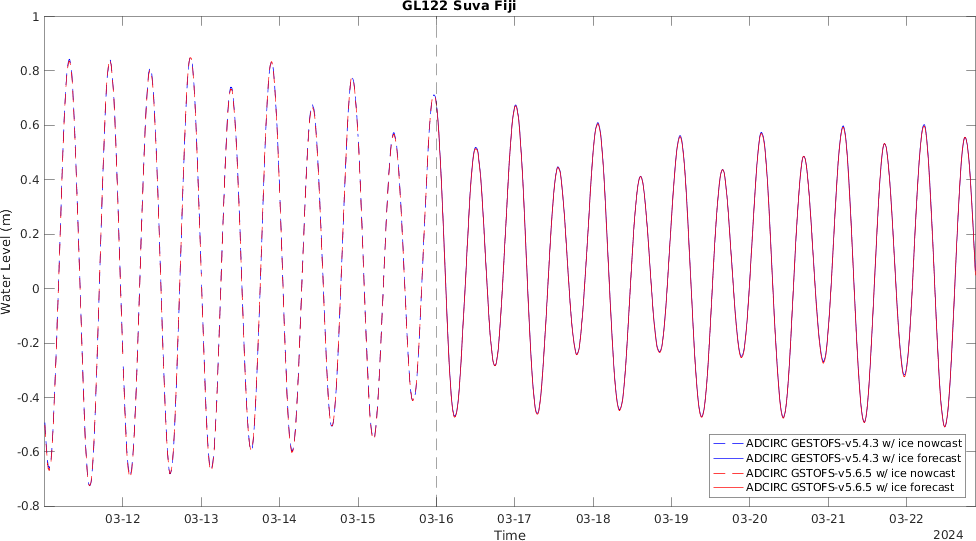 GL122 Suva Fiji
1
0.8
0.6
0.4
0.2
0
-0.2
-0.4
-0.6
-0.8
Water Level (m)
ADCIRC GESTOFS-v5.4.3 w/ ice nowcast
ADCIRC GESTOFS-v5.4.3 w/ ice forecast
ADCIRC GSTOFS-v5.6.5 w/ ice nowcast
ADCIRC GSTOFS-v5.6.5 w/ ice forecast
03-12 03-13 03-14 03-15 03-16 03-17 03-18 03-19 03-20 03-21 03-22
Time
2024